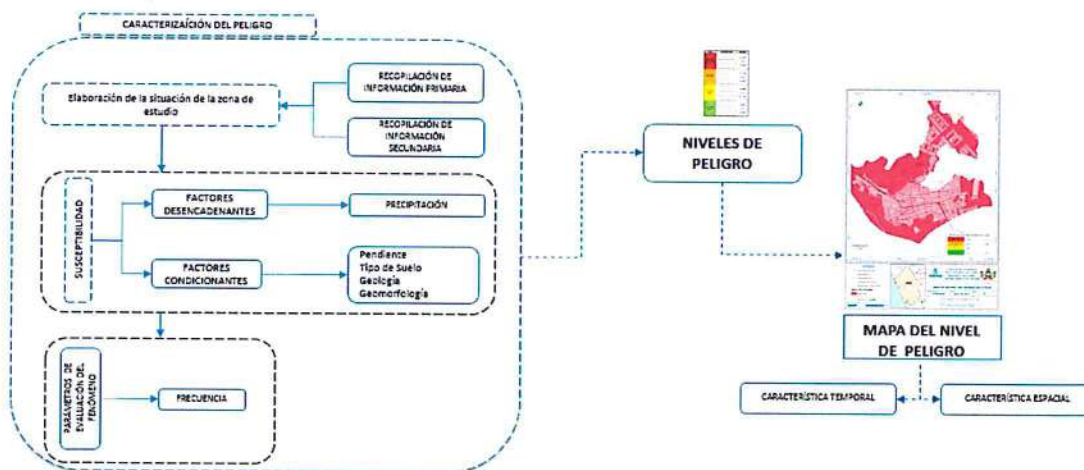 CARACTERIZAÍCIÓN DEL PELIGRO
Elaboración de la situación de la zona de
estudio
RECOPILACIÓN DE
INFORMACIÓN PRIMARIA
RECOPILACIÓN DE
INFORMACIÓN
SECUNDARIA
SUSCEPTIBILIDAD
FACTORES
DESENCADENANTES
PRECIPITACIÓN
FACTORES
CONDICIONANTES
Pendiente
Tipo de Suelo
Geología
Geomorfología
PARÁMETROS DE
EVALUACIÓN DEL
FENÓMENO
FRECUENCIA
NIVELES DE
PELIGRO
MAPA DEL NIVEL
DE PELIGRO
CARACTERÍSTICA TEMPORAL
CARACTERÍSTICA ESPACIAL